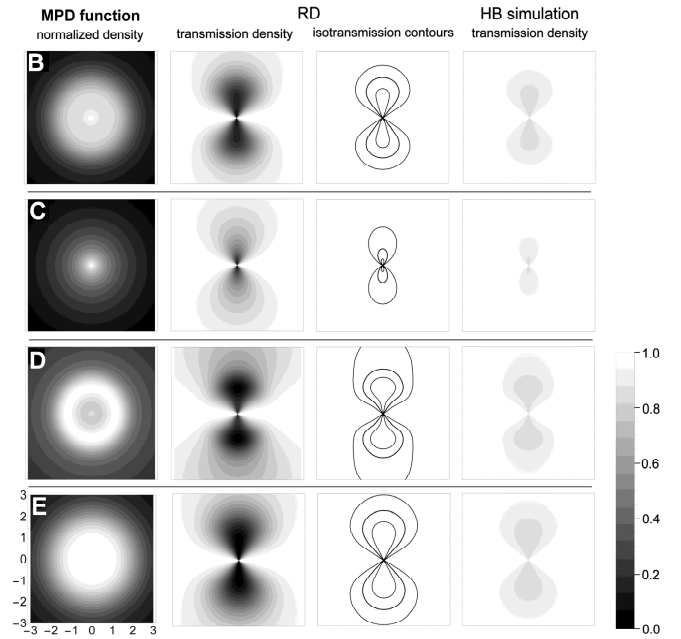 MPD function RD HB simulation
normalized density transmission density isotransmission contours transmission density
B
C
D
1.0
0.8
0.6
0.4
0.2
0.0
E
3
2
1
0
−1
−2
−3
−3 −2 −1 0 1 2 3